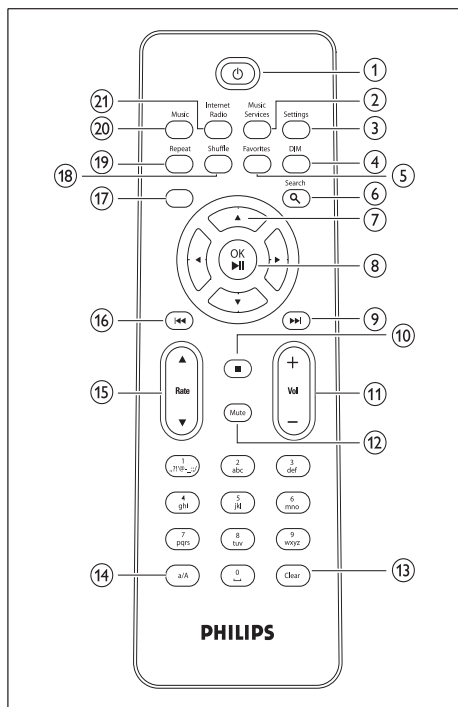 1
21
Internet Radio
Music Services
2
20
Music
Settings
3
19
Repeat
Shuffle
Favorites
DIM
4
18
5
17
Search
6
7
OK
8
16
9
10
15
Rate
Vol
11
+
−
Mute
12
1
.?!'@-_:;/
2
abc
3
def
4
ghi
5
jkl
6
mno
7
pqrs
8
tuv
9
wxyz
14
a/A
0
Clear
13
PHILIPS